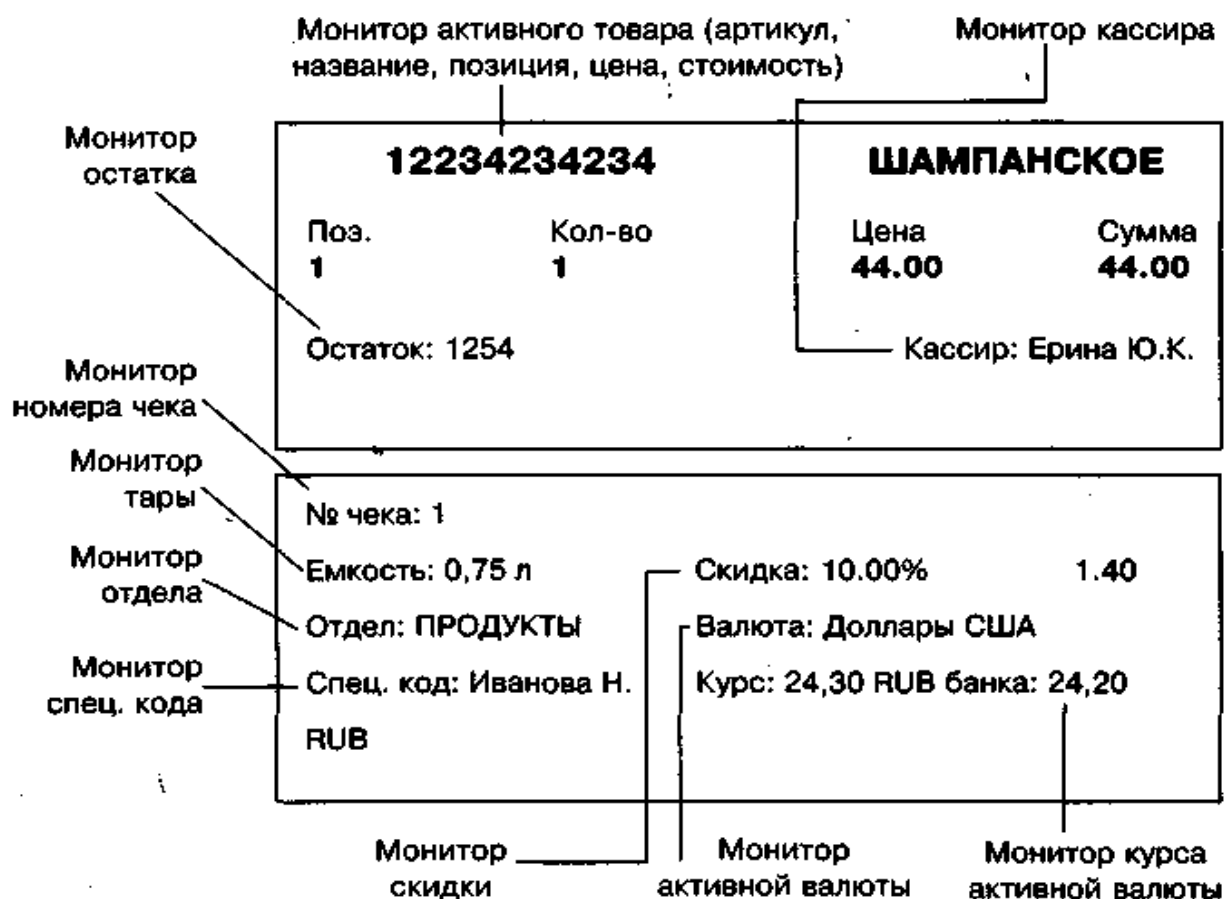 Монитор активного товара (артикул,
название, позиция, цена, стоимость)
Монитор кассира
Монитор
остатка
12234234234 ШАМПАНСКОЕ
Поз. Кол-во Цена Сумма
1 1 44.00 44.00
Остаток: 1254 Кассир: Ерина Ю.К.
Монитор
номера чека
Монитор
тары
№ чека: 1
Емкость: 0,75 л Скидка: 10.00% 1.40
Монитор
отдела
Отдел: ПРОДУКТЫ Валюта: Доллары США
Монитор
спец. кода
Спец. код: Иванова Н. Курс: 24,30 RUB банка: 24,20
RUB
Монитор
скидки
Монитор
активной валюты
Монитор курса
активной валюты